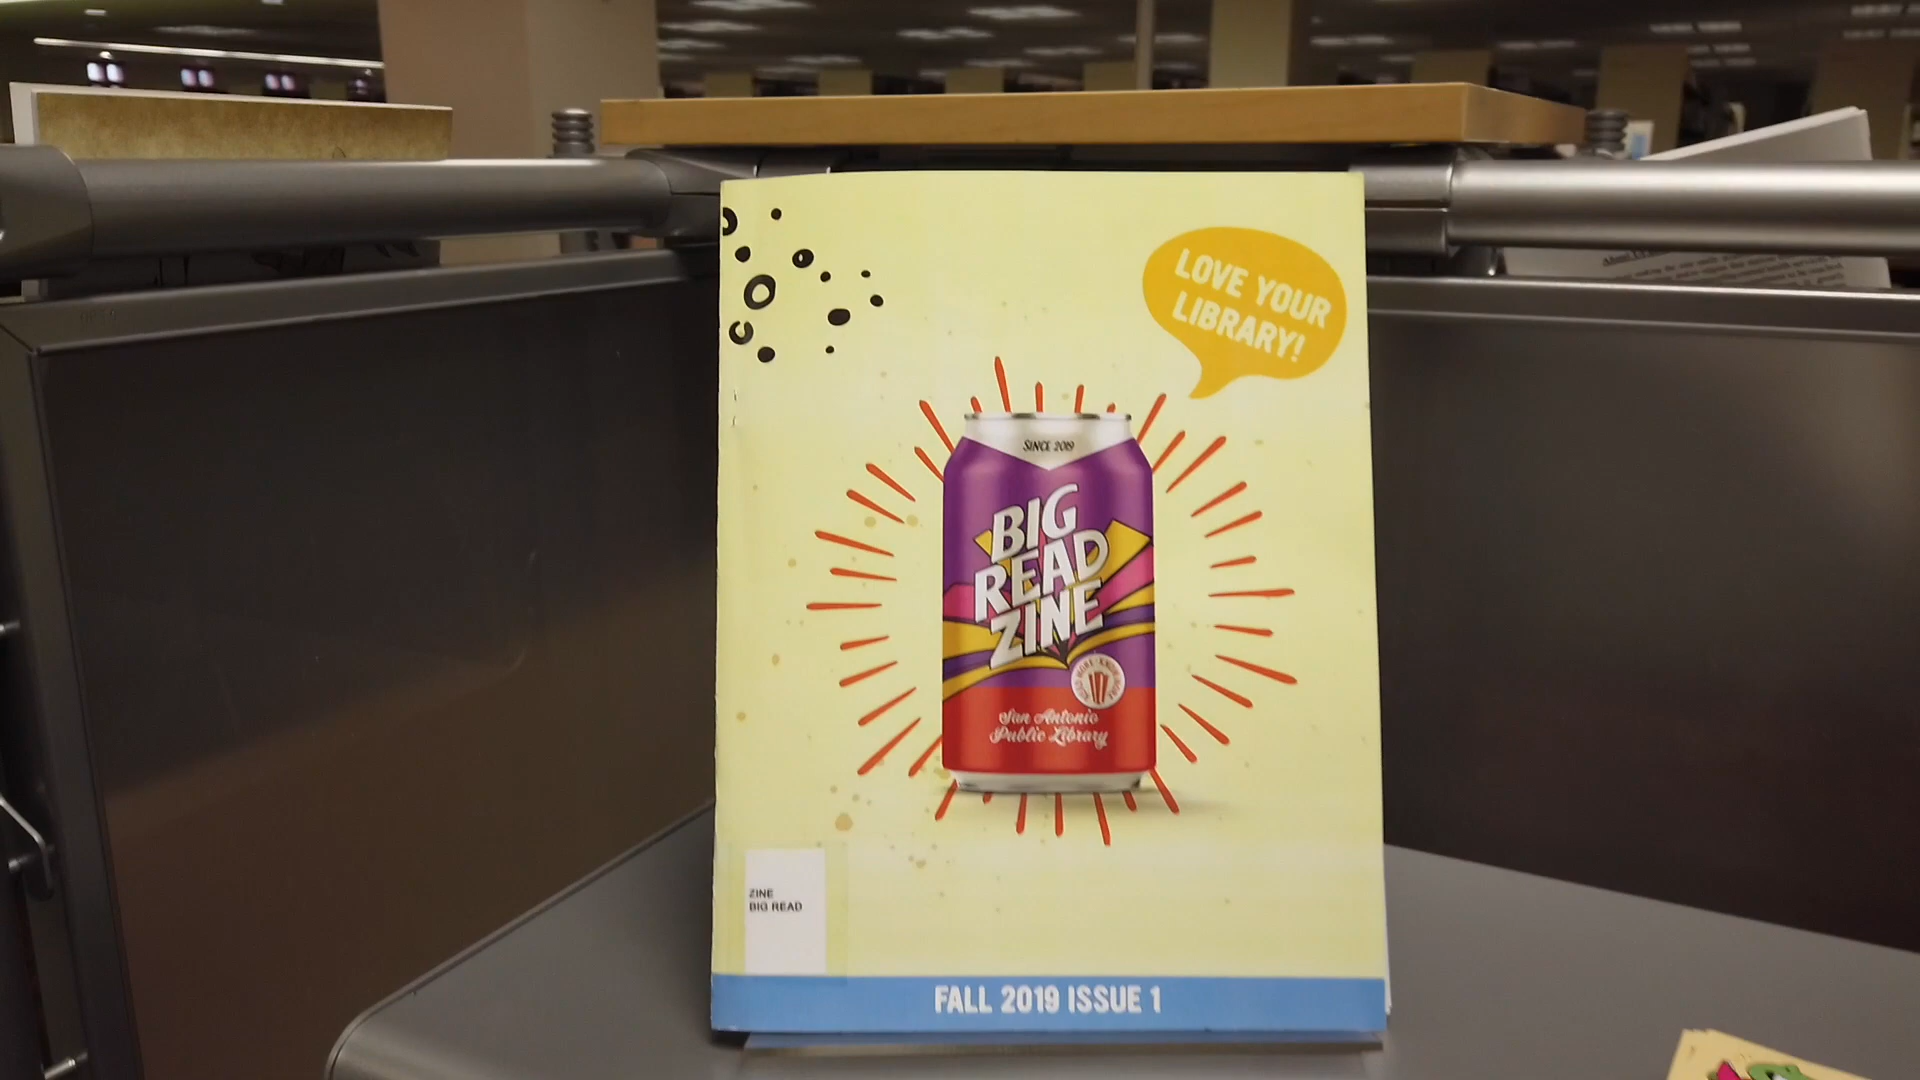 LOVE YOUR
LIBRARY!
SINCE 2019
BIG
READ
ZINE
San Antonio
Public Library
ZINE
BIG READ
FALL 2019 ISSUE 1